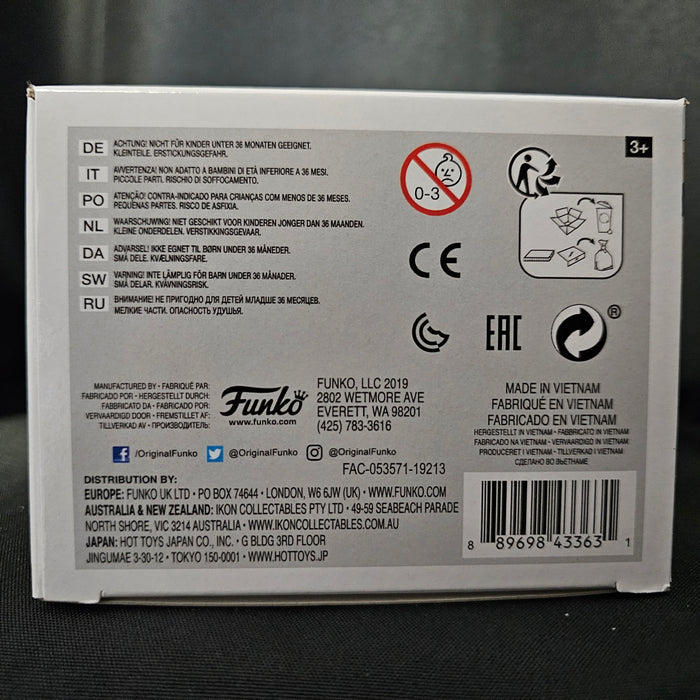 DE ACHTUNG! NICHT FÜR KINDER UNTER 36 MONATEN GEEIGNET.
KLEINTEILE. ERSTICKUNGSGEFAHR.
IT AVVERTENZA! NON ADATTO A BAMBINI DI ETÀ INFERIORE A 36 MESI.
PICCOLE PARTI. RISCHIO DI SOFFOCAMENTO.
PO ATENÇÃO! CONTRA-INDICADO PARA CRIANÇAS COM MENOS DE 36 MESES.
PEQUENAS PARTES. RISCO DE ASFIXIA.
NL WAARSCHUWING! NIET GESCHIKT VOOR KINDEREN JONGER DAN 36 MAANDEN.
KLEINE ONDERDELEN. VERSTIKKINGSGEVAAR.
DA ADVARSEL! IKKE EGNET TIL BØRN UNDER 36 MÅNEDER.
SMÅ DELE. KVÆLNINGSFARE.
SW VARNING! INTE LÄMPLIG FÖR BARN UNDER 36 MÅNADER.
SMÅ DELAR. KVÄVNINGSRISK.
RU ВНИМАНИЕ! НЕ ПРИГОДНО ДЛЯ ДЕТЕЙ МЛАДШЕ 36 МЕСЯЦЕВ.
МЕЛКИЕ ЧАСТИ. ОПАСНОСТЬ УДУШЬЯ.
0-3
3+
CE
EAC
®
MANUFACTURED BY • FABRIQUÉ PAR:
FABRICADO POR • HERGESTELLT DURCH:
FABBRICATO DA • FABRICADO POR:
VERVAARDIGD DOOR • FREMSTILLET AF:
TILLVERKAD AV • ПРОИЗВОДИТЕЛЬ:
Funko
www.funko.com
FUNKO, LLC 2019
2802 WETMORE AVE
EVERETT, WA 98201
(425) 783-3616
/OriginalFunko @OriginalFunko @OriginalFunko
FAC-053571-19213
MADE IN VIETNAM
FABRIQUÉ EN VIETNAM
FABRICADO EN VIETNAM
HERGESTELLT IN VIETNAM • FABBRICATO IN VIETNAM
FABRICADO NA VIETNAM • VERVAARDIGD IN VIETNAM
PRODUCERET I VIETNAM • TILLVERKAD I VIETNAM
СДЕЛАНО ВО ВЬЕТНАМЕ
DISTRIBUTION BY:
EUROPE: FUNKO UK LTD • PO BOX 74644 • LONDON, W6 6JW (UK) • WWW.FUNKO.COM
AUSTRALIA & NEW ZEALAND: IKON COLLECTABLES PTY LTD • 49-59 SEABEACH PARADE
NORTH SHORE, VIC 3214 AUSTRALIA • WWW.IKONCOLLECTABLES.COM.AU
JAPAN: HOT TOYS JAPAN CO., INC. • G BLDG 3RD FLOOR
JINGUMAE 3-30-12 • TOKYO 150-0001 • WWW.HOTTOYS.JP
8 89698 43363 1